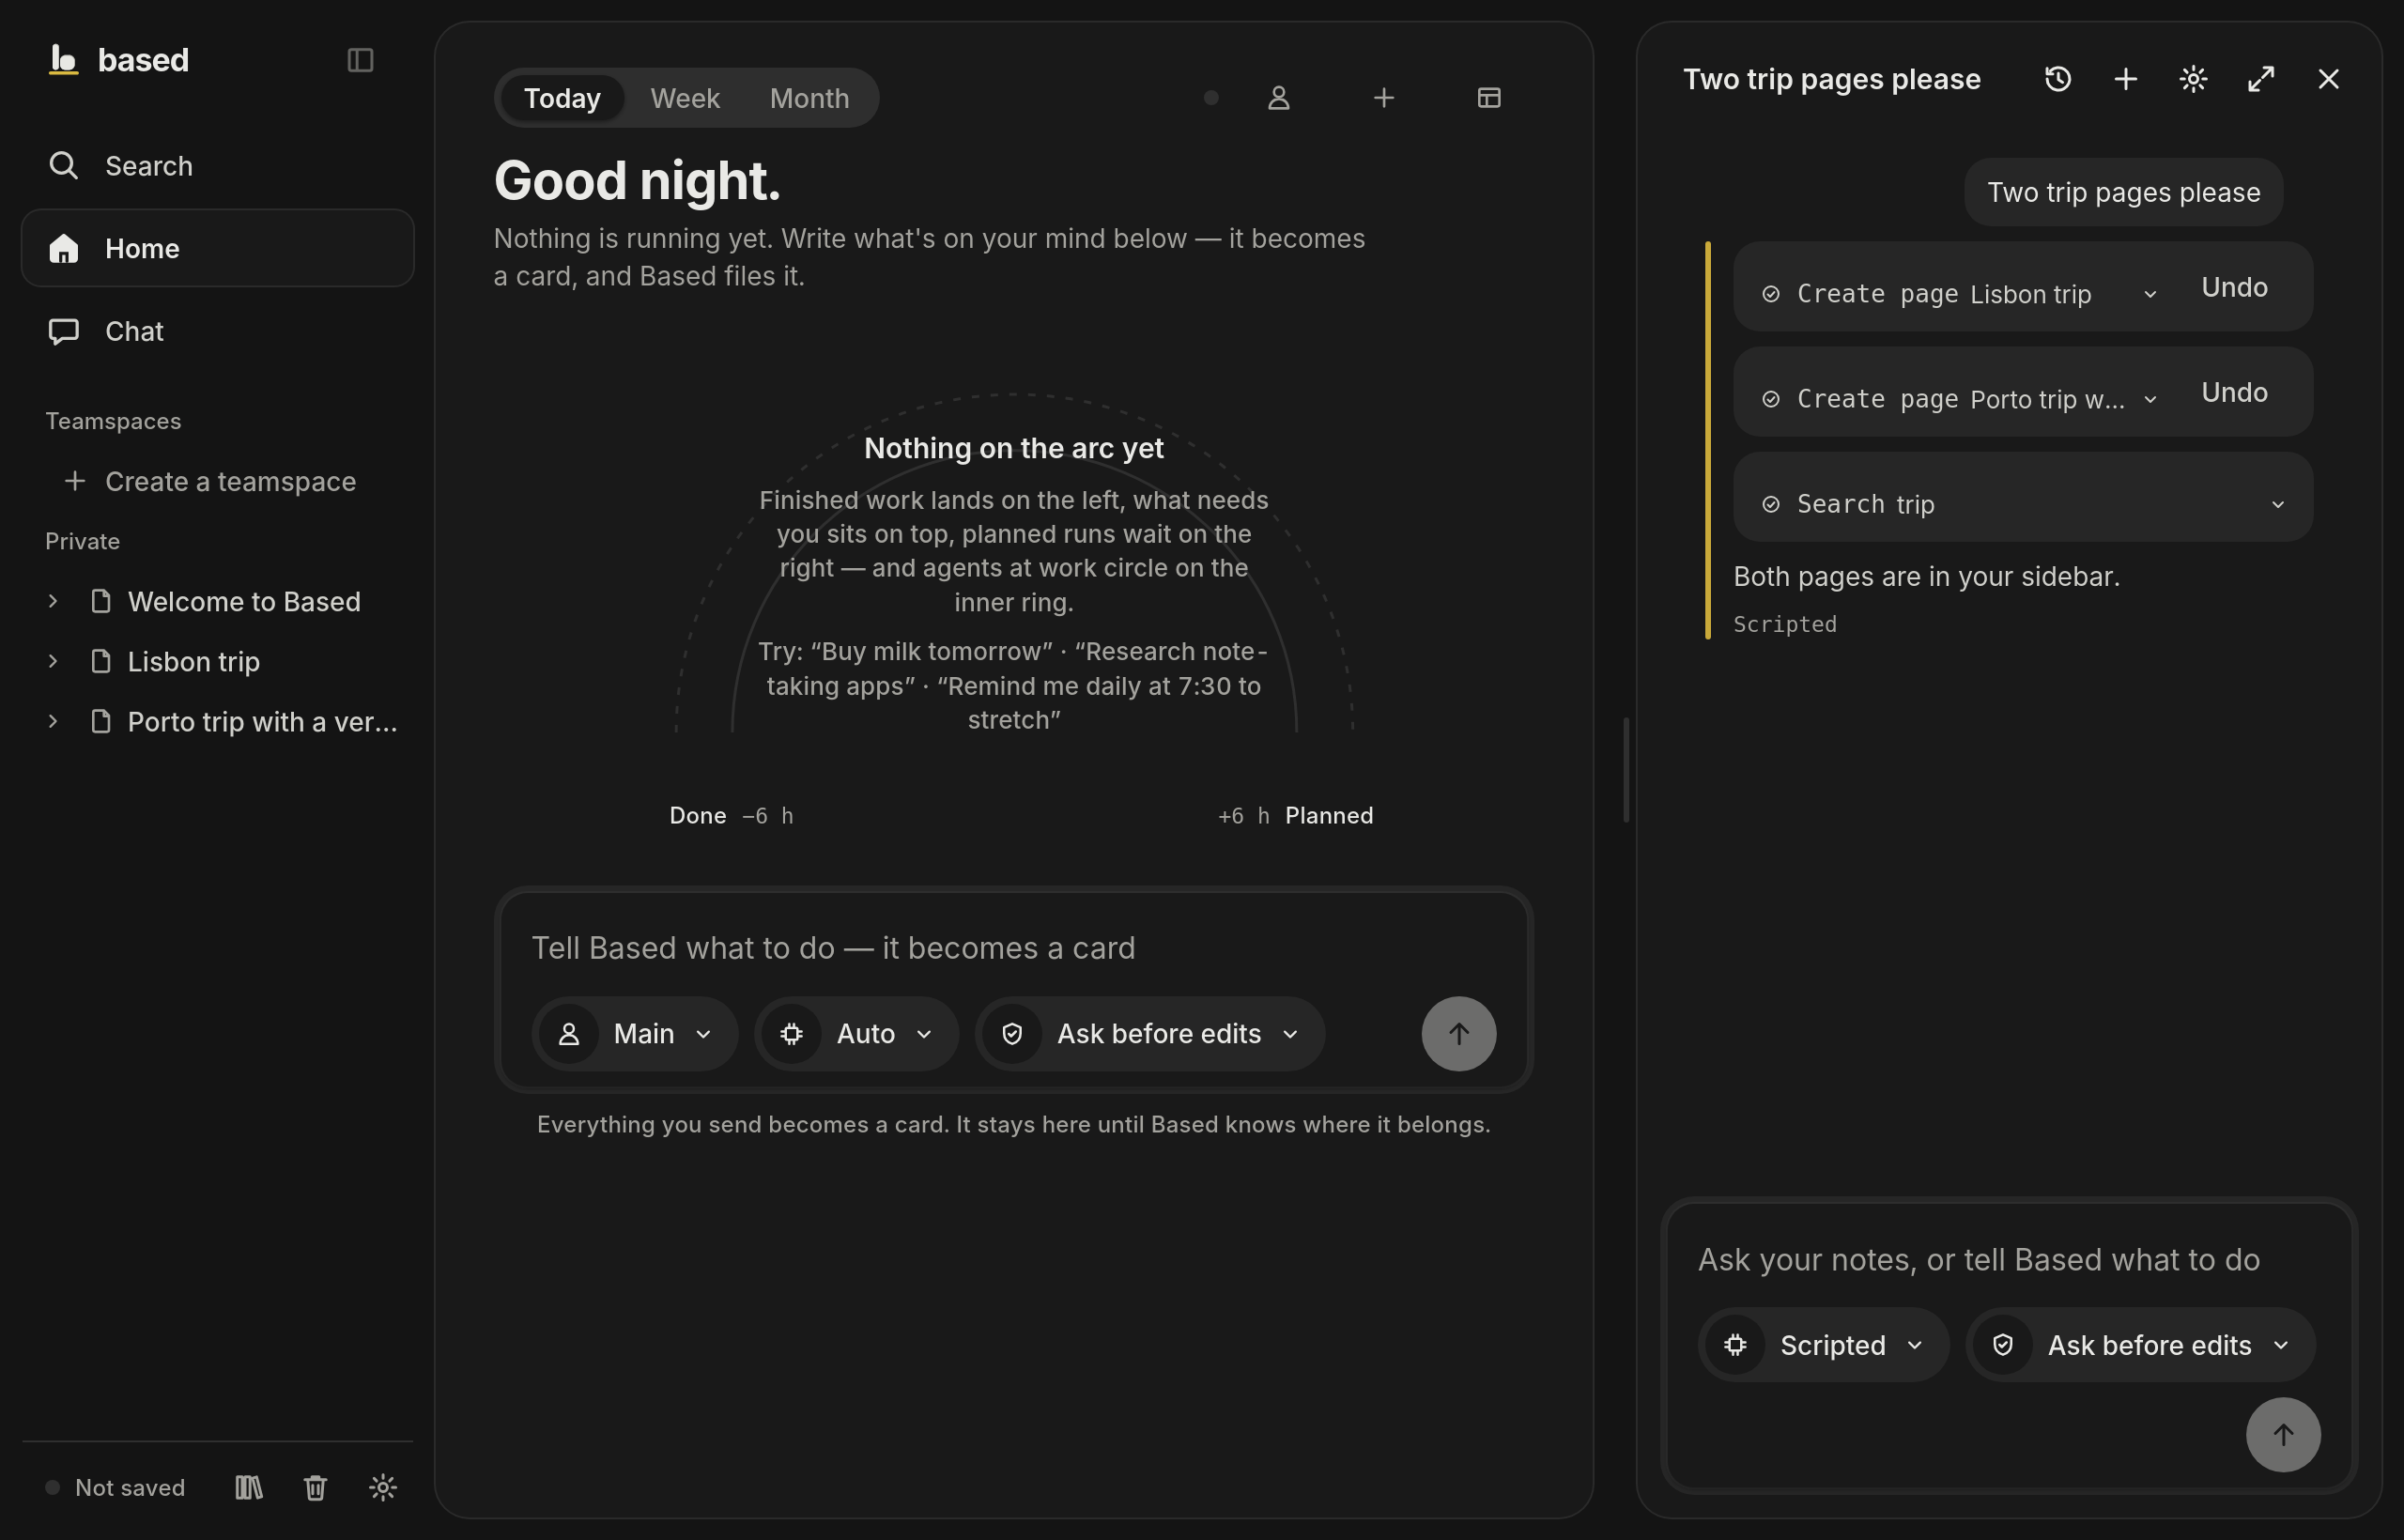 based
Search
Home
Chat
Teamspaces
Create a teamspace
Private
Welcome to Based
Lisbon trip
Porto trip with a ver...
Not saved
Today Week Month
Good night.
Nothing is running yet. Write what's on your mind below — it becomes
a card, and Based files it.
Nothing on the arc yet
Finished work lands on the left, what needs
you sits on top, planned runs wait on the
right — and agents at work circle on the
inner ring.
Try: “Buy milk tomorrow” · “Research note-
taking apps” · “Remind me daily at 7:30 to
stretch”
Done −6 h +6 h Planned
Tell Based what to do — it becomes a card
Main Auto Ask before edits
Everything you send becomes a card. It stays here until Based knows where it belongs.
Two trip pages please
Two trip pages please
Create page Lisbon trip Undo
Create page Porto trip w... Undo
Search trip
Both pages are in your sidebar.
Scripted
Ask your notes, or tell Based what to do
Scripted Ask before edits